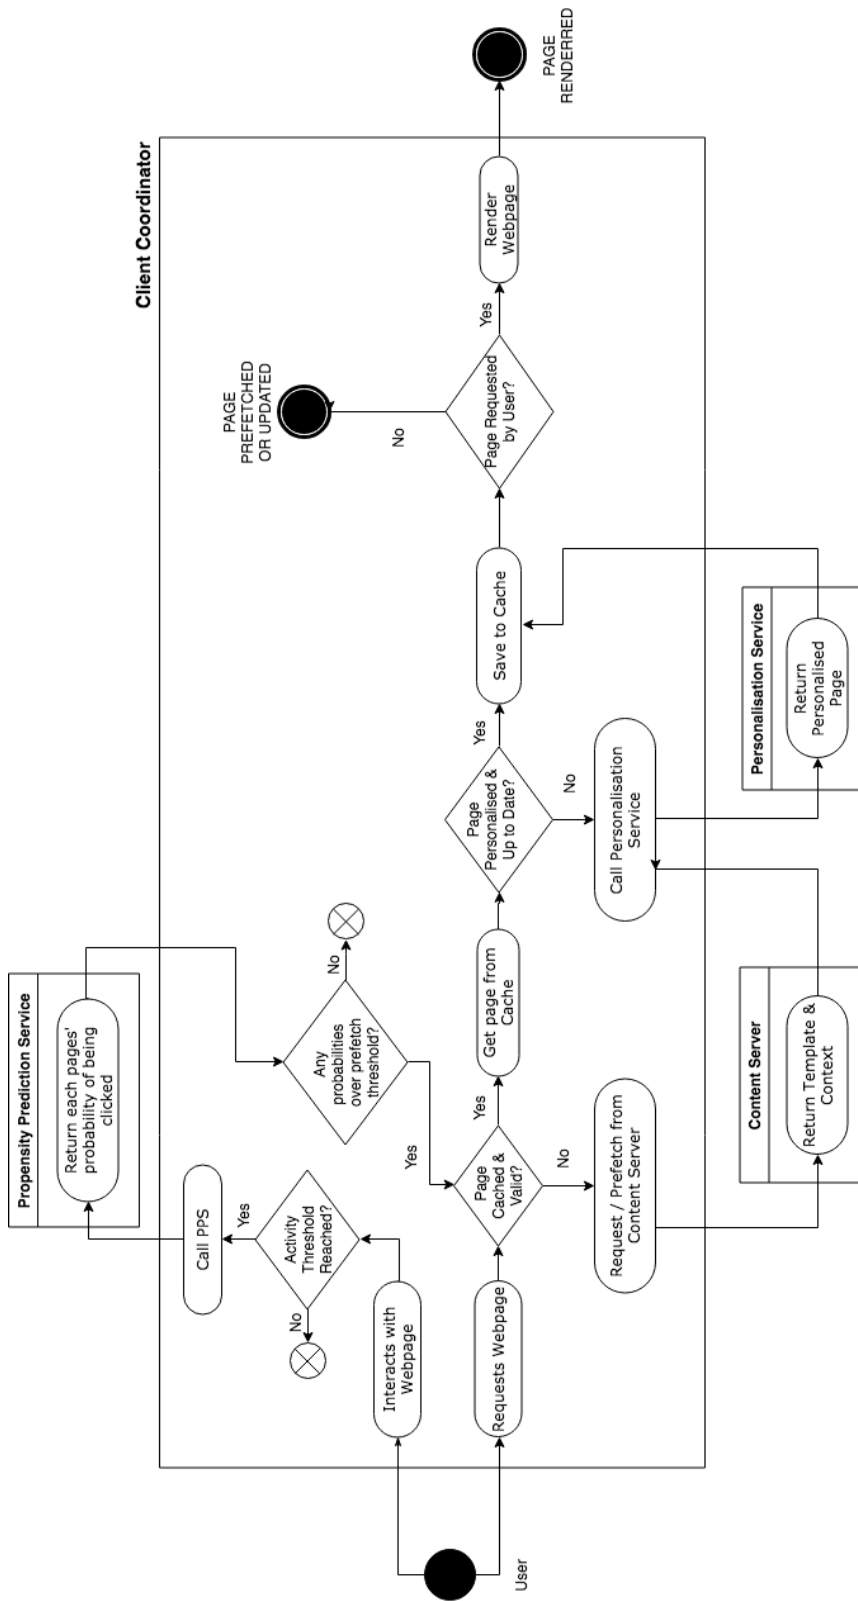 Propensity Prediction Service
Return each pages'
probability of being
clicked
Client Coordinator
Call PPS
Yes
Activity
Threshold
Reached?
No
Any
probabilities
over prefetch
threshold?
No
Yes
PAGE
PREFETCHED
OR UPDATED
No
User
Interacts with
Webpage
Requests Webpage
Page
Cached &
Valid?
Yes
No
Get page from
Cache
Page
Personalised &
Up to Date?
Yes
No
Save to Cache
Page Requested
by User?
Yes
Render
Webpage
PAGE
RENDERRED
Request / Prefetch from
Content Server
Call Personalisation
Service
Content Server
Return Template &
Context
Personalisation Service
Return
Personalised
Page